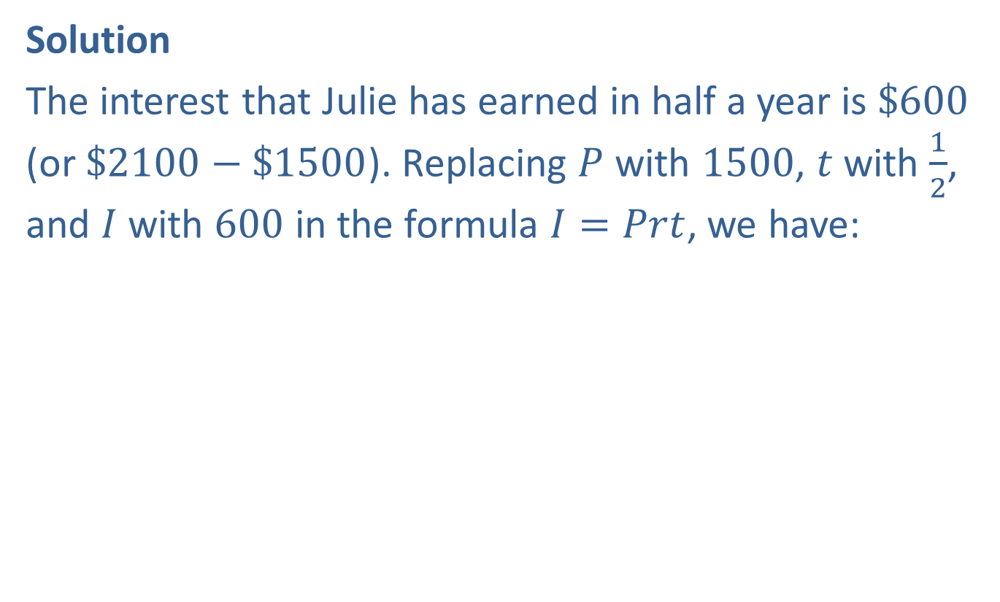 Solution
The interest that Julie has earned in half a year is $600
(or $2100 − $1500). Replacing P with 1500, t with 1/2,
and I with 600 in the formula I = Prt, we have: